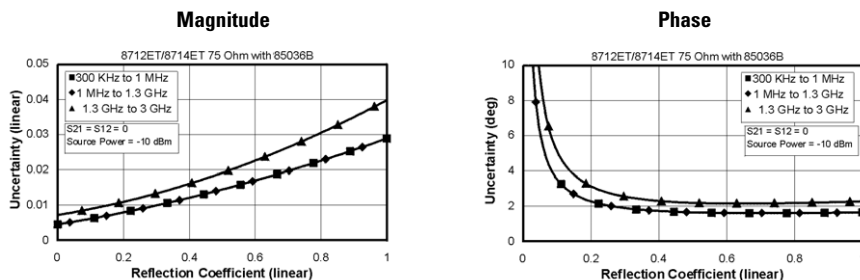 Magnitude
8712ET/8714ET 75 Ohm with 85036B
Uncertainty (linear)
0.05
0.04
0.03
0.02
0.01
0
300 KHz to 1 MHz
1 MHz to 1.3 GHz
1.3 GHz to 3 GHz
S21 = S12 = 0
Source Power = -10 dBm
0 0.2 0.4 0.6 0.8 1
Reflection Coefficient (linear)
Phase
8712ET/8714ET 75 Ohm with 85036B
Uncertainty (deg)
10
8
6
4
2
0
300 KHz to 1 MHz
1 MHz to 1.3 GHz
1.3 GHz to 3 GHz
S21 = S12 = 0
Source Power = -10 dBm
0 0.2 0.4 0.6 0.8
Reflection Coefficient (linear)